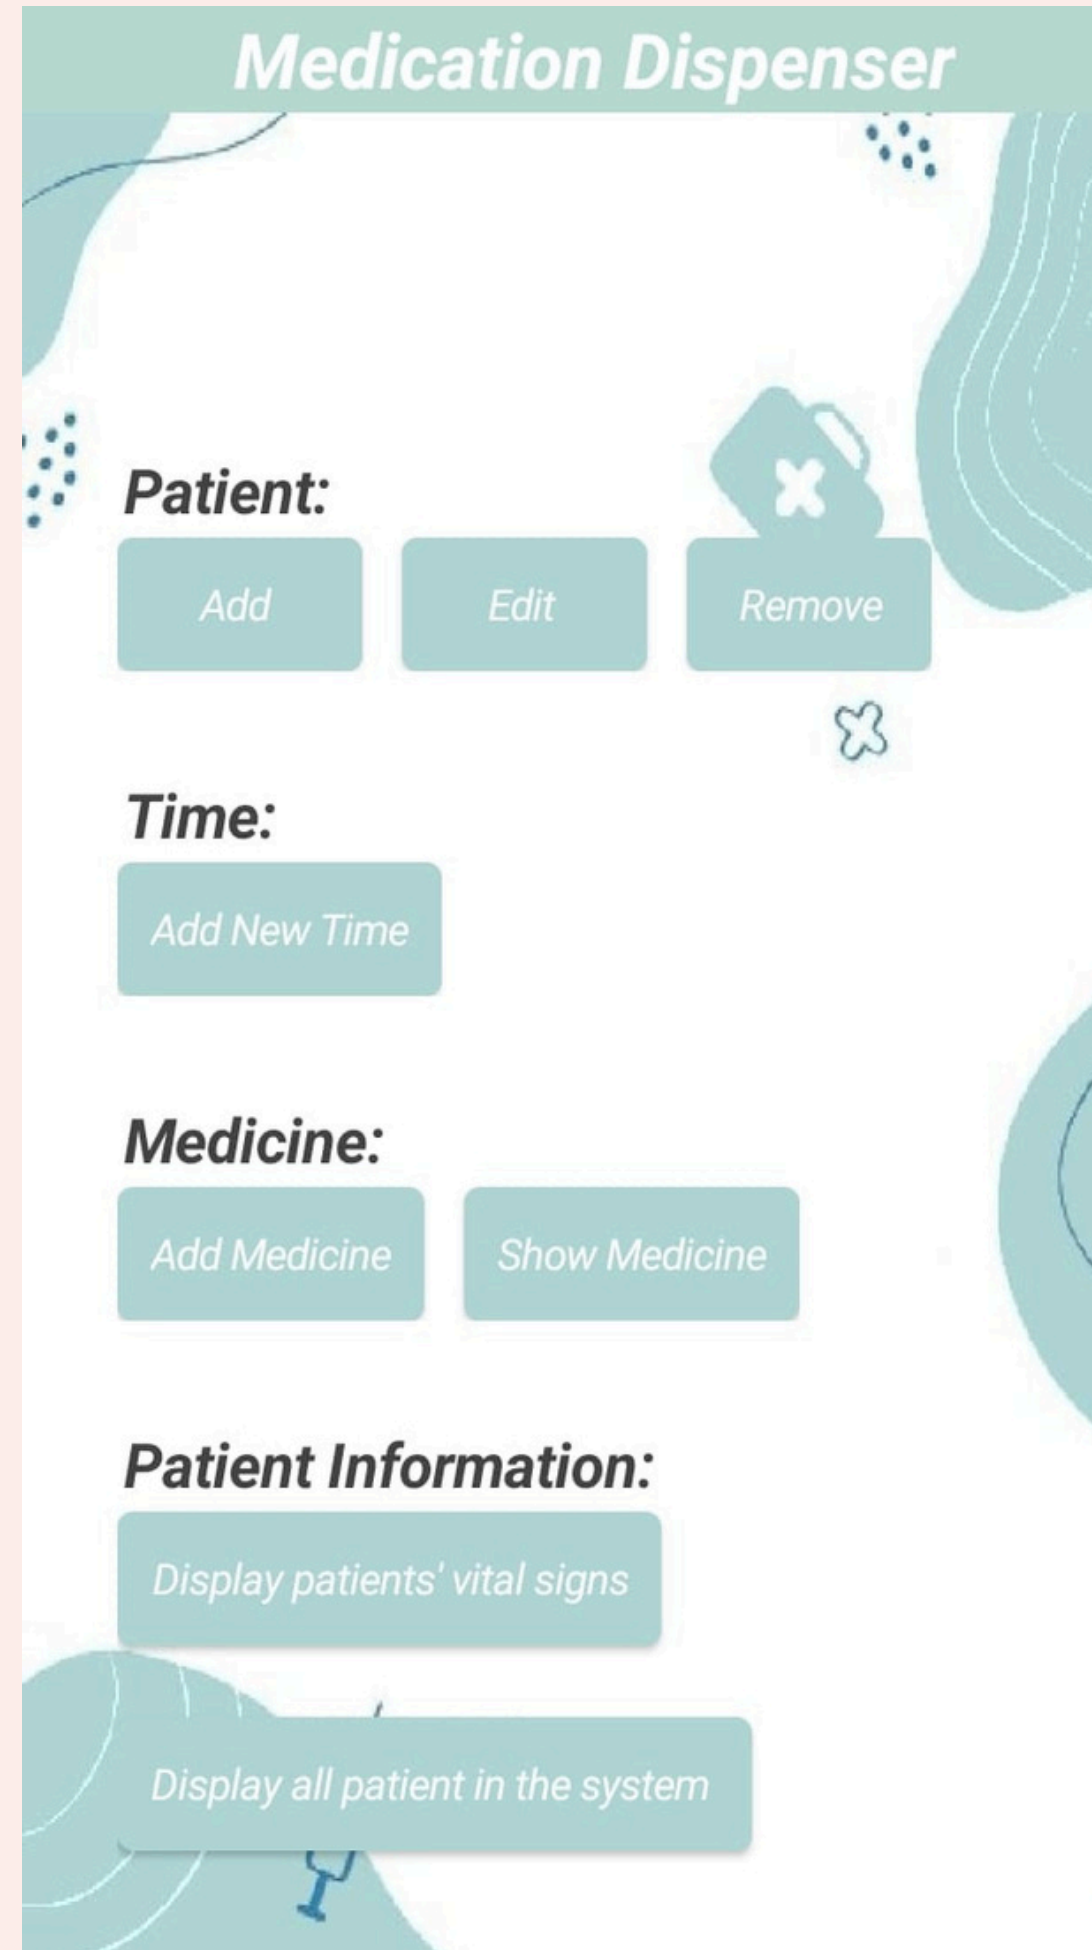 Medication Dispenser
Patient:
Add Edit Remove
Time:
Add New Time
Medicine:
Add Medicine Show Medicine
Patient Information:
Display patients' vital signs
Display all patient in the system